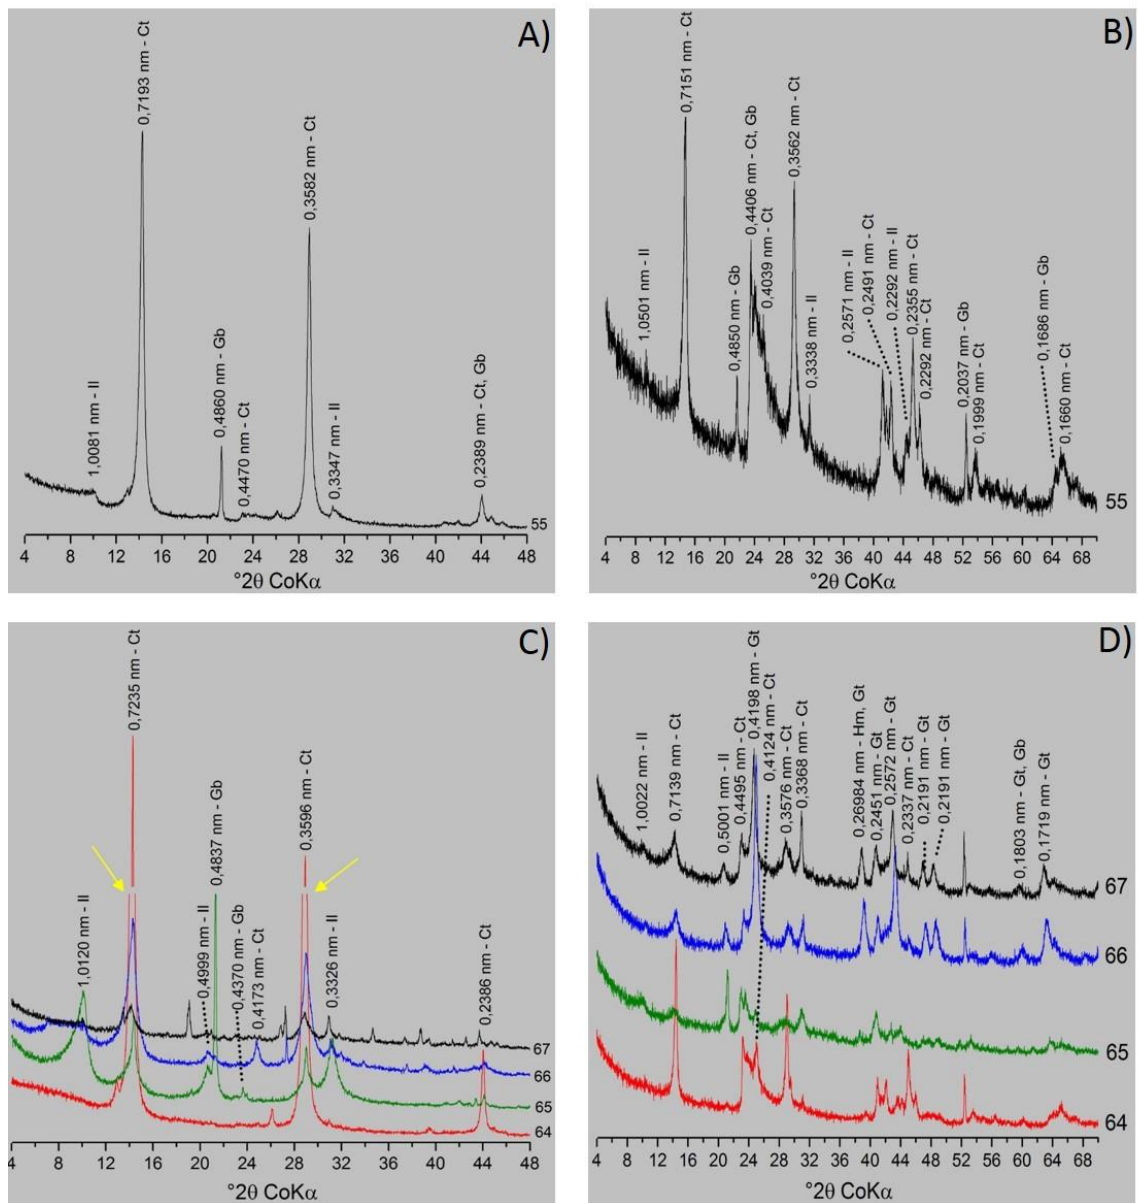 A)
0,7193 nm - Ct
0,3582 nm - Ct
1,0081 nm - Il
0,4860 nm - Gb
0,4470 nm - Ct
0,3347 nm - Il
0,2389 nm - Ct, Gb
55
4 8 12 16 20 24 28 32 36 40 44 48
°2θ CoKα
B)
0,7151 nm - Ct
0,4406 nm - Ct, Gb
0,3562 nm - Ct
1,0501 nm - Il
0,4850 nm - Gb
0,4039 nm - Ct
0,3338 nm - Il
0,2571 nm - Il
0,2491 nm - Ct
0,2292 nm - Il
0,2355 nm - Ct
0,2292 nm - Ct
0,2037 nm - Gb
0,1999 nm - Ct
0,1686 nm - Gb
0,1660 nm - Ct
55
4 8 12 16 20 24 28 32 36 40 44 48 52 56 60 64 68
°2θ CoKα
C)
0,7235 nm - Ct
0,3596 nm - Ct
1,0120 nm - Il
0,4837 nm - Gb
0,4999 nm - Il
0,4370 nm - Gb
0,4173 nm - Ct
0,3326 nm - Il
0,2386 nm - Ct
67
66
65
64
4 8 12 16 20 24 28 32 36 40 44 48
°2θ CoKα
D)
1,0022 nm - Il
0,7139 nm - Ct
0,5001 nm - Il
0,4495 nm - Ct
0,4198 nm - Gt
0,4124 nm - Ct
0,3576 nm - Ct
0,3368 nm - Ct
0,26984 nm - Hm, Gt
0,2451 nm - Gt
0,2572 nm - Gt
0,2337 nm - Ct
0,2191 nm - Gt
0,2191 nm - Gt
0,1803 nm - Gt, Gb
0,1719 nm - Gt
67
66
65
64
4 8 12 16 20 24 28 32 36 40 44 48 52 56 60 64 68
°2θ CoKα